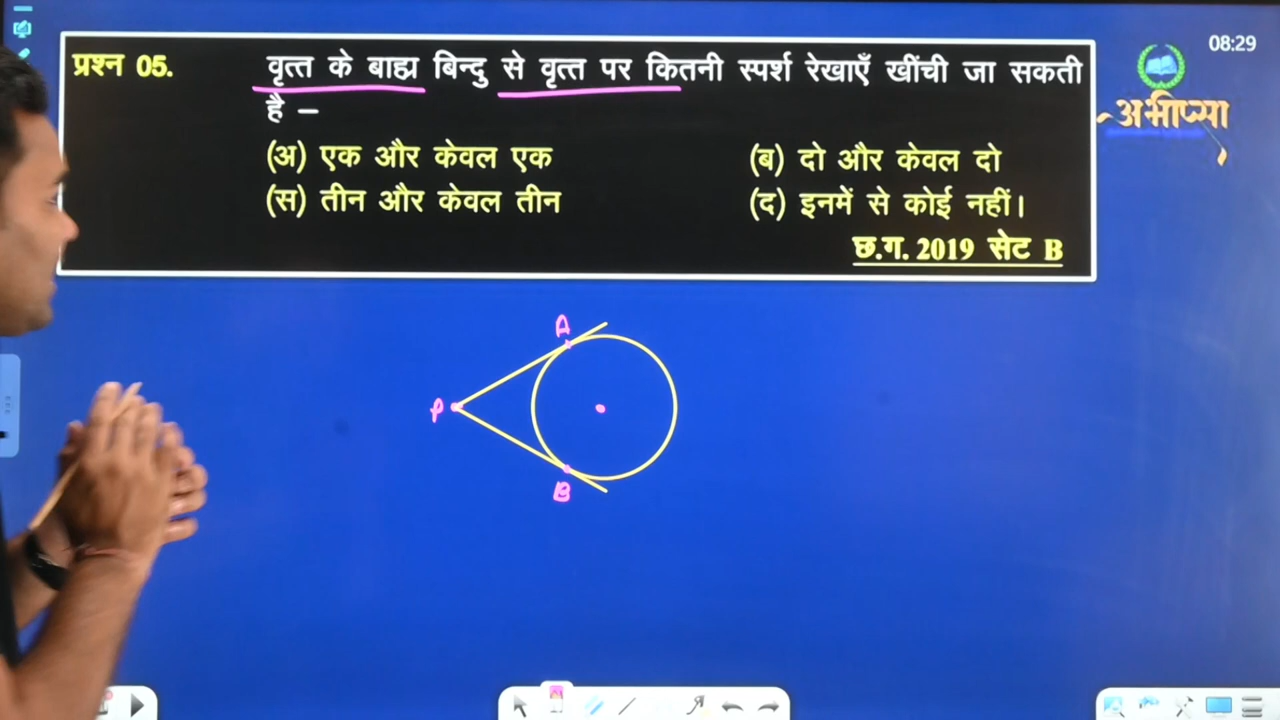 08:29
प्रश्न 05. वृत्त के बाह्य बिन्दु से वृत्त पर कितनी स्पर्श रेखाएँ खींची जा सकती
है –
(अ) एक और केवल एक (ब) दो और केवल दो
(स) तीन और केवल तीन (द) इनमें से कोई नहीं।
छ.ग. 2019 सेट B
अभीप्सा
A
P
B